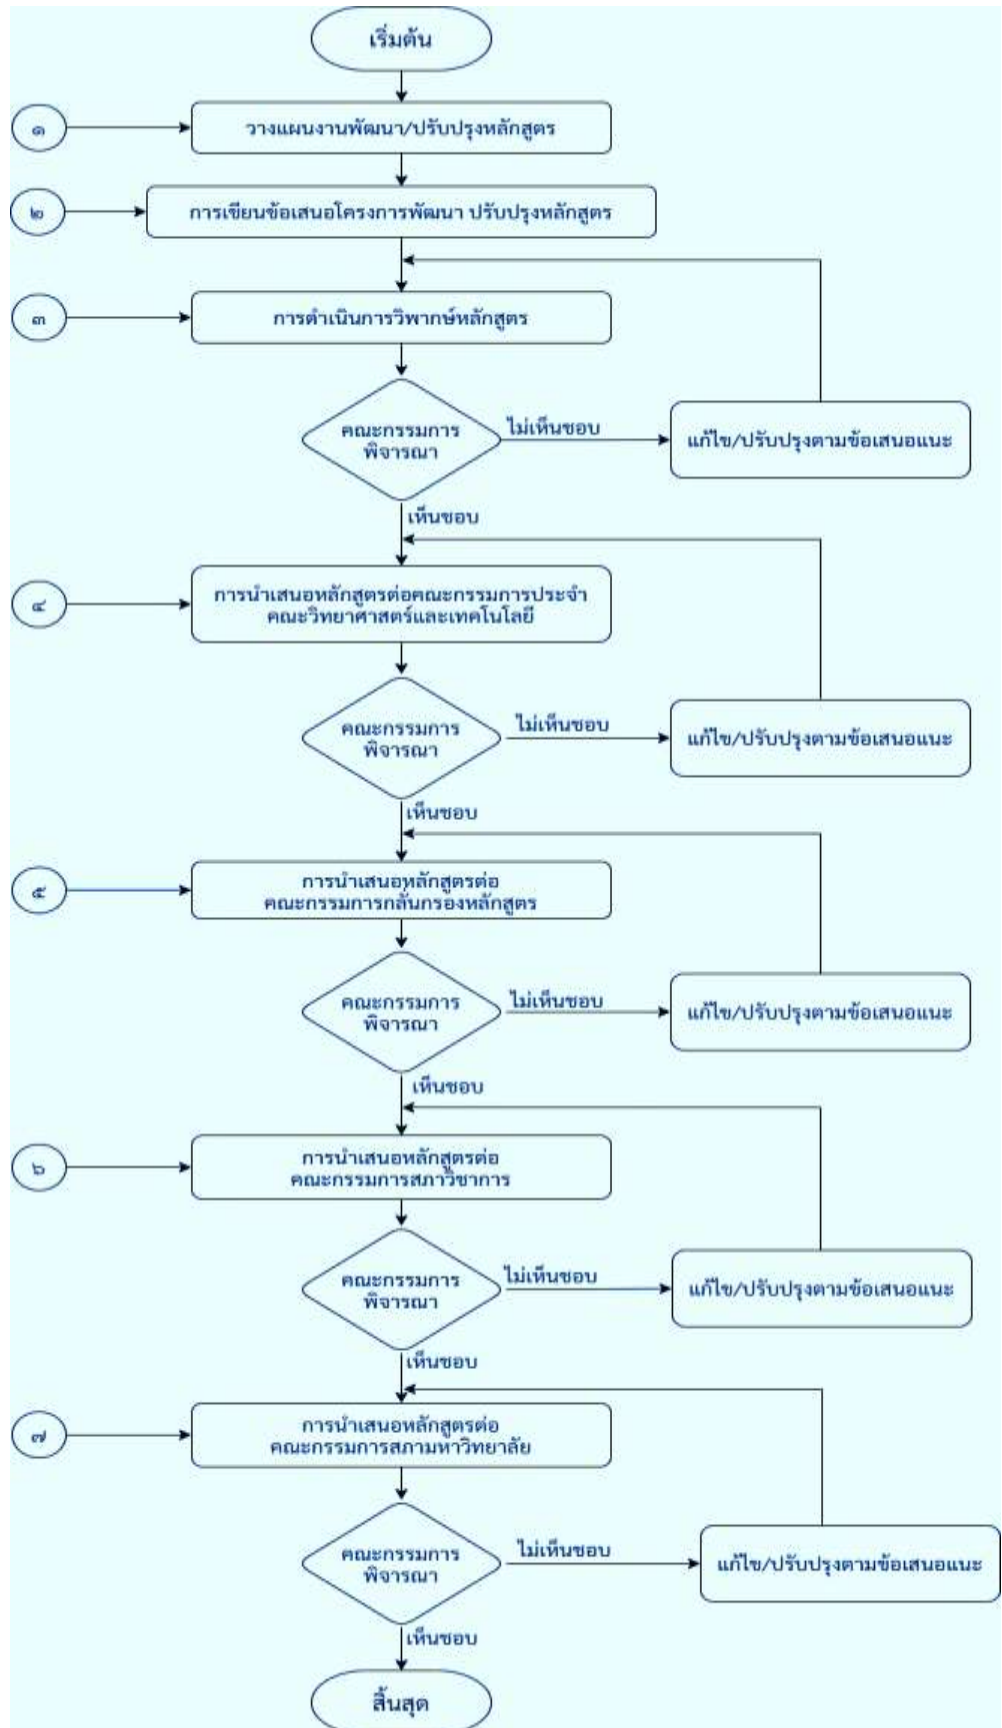 เริ่มต้น
๑
วางแผนงานพัฒนา/ปรับปรุงหลักสูตร
๒
การเขียนข้อเสนอโครงการพัฒนา ปรับปรุงหลักสูตร
๓
การดำเนินการวิพากษ์หลักสูตร
คณะกรรมการ
พิจารณา
ไม่เห็นชอบ
แก้ไข/ปรับปรุงตามข้อเสนอแนะ
เห็นชอบ
๔
การนำเสนอหลักสูตรต่อคณะกรรมการประจำ
คณะวิทยาศาสตร์และเทคโนโลยี
คณะกรรมการ
พิจารณา
ไม่เห็นชอบ
แก้ไข/ปรับปรุงตามข้อเสนอแนะ
เห็นชอบ
๕
การนำเสนอหลักสูตรต่อ
คณะกรรมการกลั่นกรองหลักสูตร
คณะกรรมการ
พิจารณา
ไม่เห็นชอบ
แก้ไข/ปรับปรุงตามข้อเสนอแนะ
เห็นชอบ
๖
การนำเสนอหลักสูตรต่อ
คณะกรรมการสภาวิชาการ
คณะกรรมการ
พิจารณา
ไม่เห็นชอบ
แก้ไข/ปรับปรุงตามข้อเสนอแนะ
เห็นชอบ
๗
การนำเสนอหลักสูตรต่อ
คณะกรรมการสภามหาวิทยาลัย
คณะกรรมการ
พิจารณา
ไม่เห็นชอบ
แก้ไข/ปรับปรุงตามข้อเสนอแนะ
เห็นชอบ
สิ้นสุด